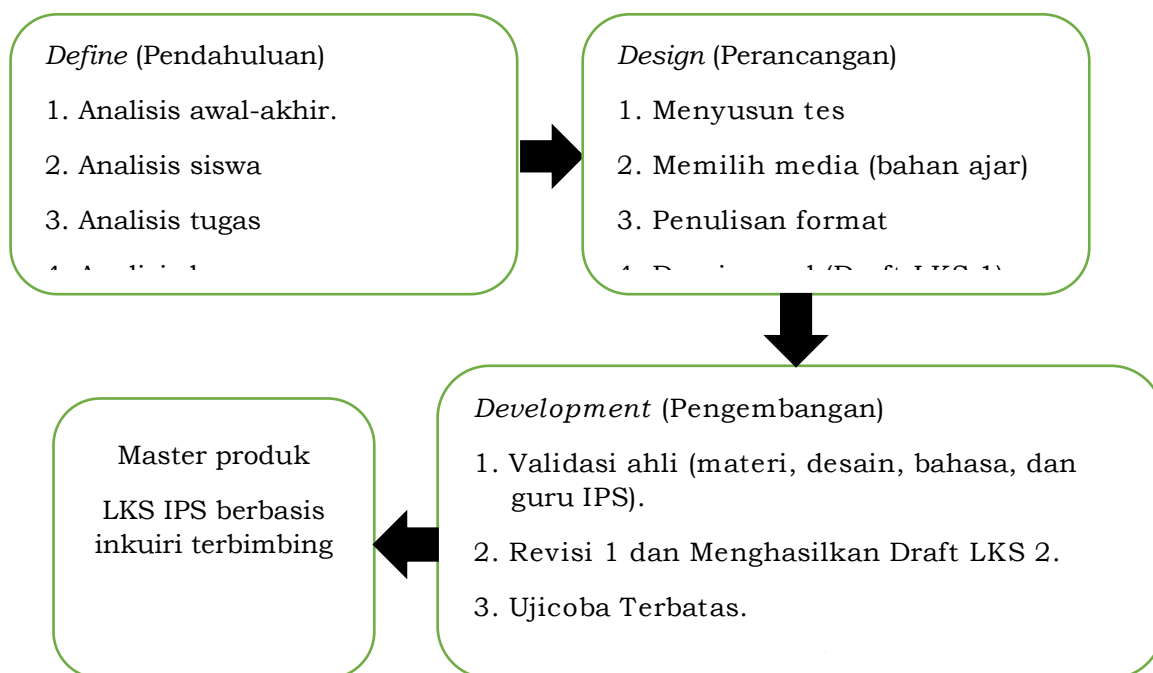 Define (Pendahuluan)
1. Analisis awal-akhir.
2. Analisis siswa
3. Analisis tugas
Design (Perancangan)
1. Menyusun tes
2. Memilih media (bahan ajar)
3. Penulisan format
Development (Pengembangan)
1. Validasi ahli (materi, desain, bahasa, dan
guru IPS).
2. Revisi 1 dan Menghasilkan Draft LKS 2.
3. Ujicoba Terbatas.
Master produk
LKS IPS berbasis
inkuiri terbimbing